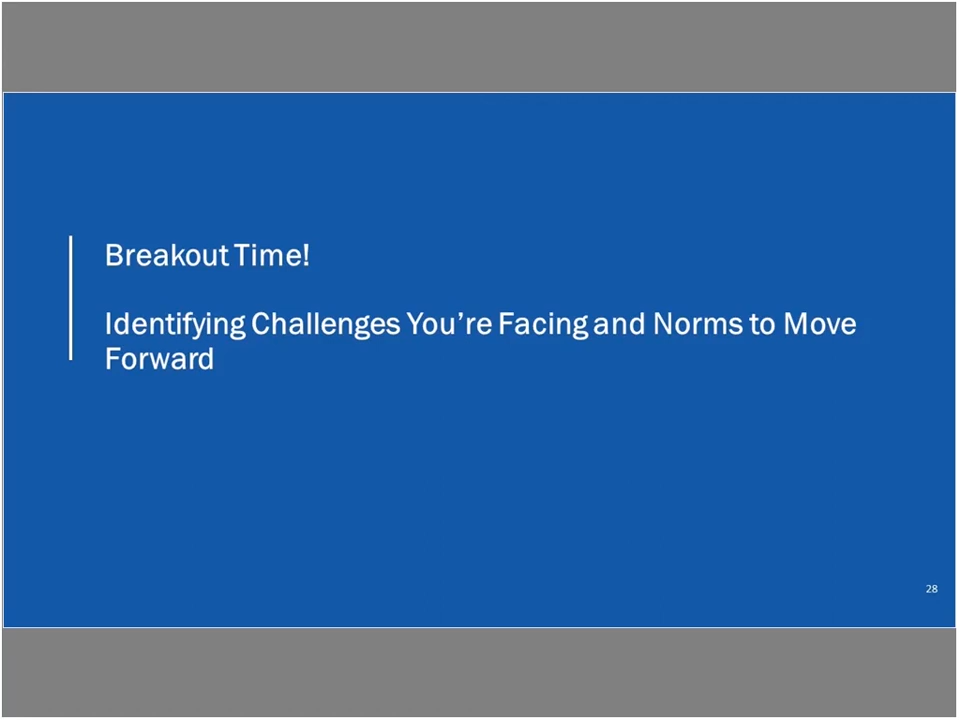 Breakout Time!
Identifying Challenges You’re Facing and Norms to Move
Forward
28